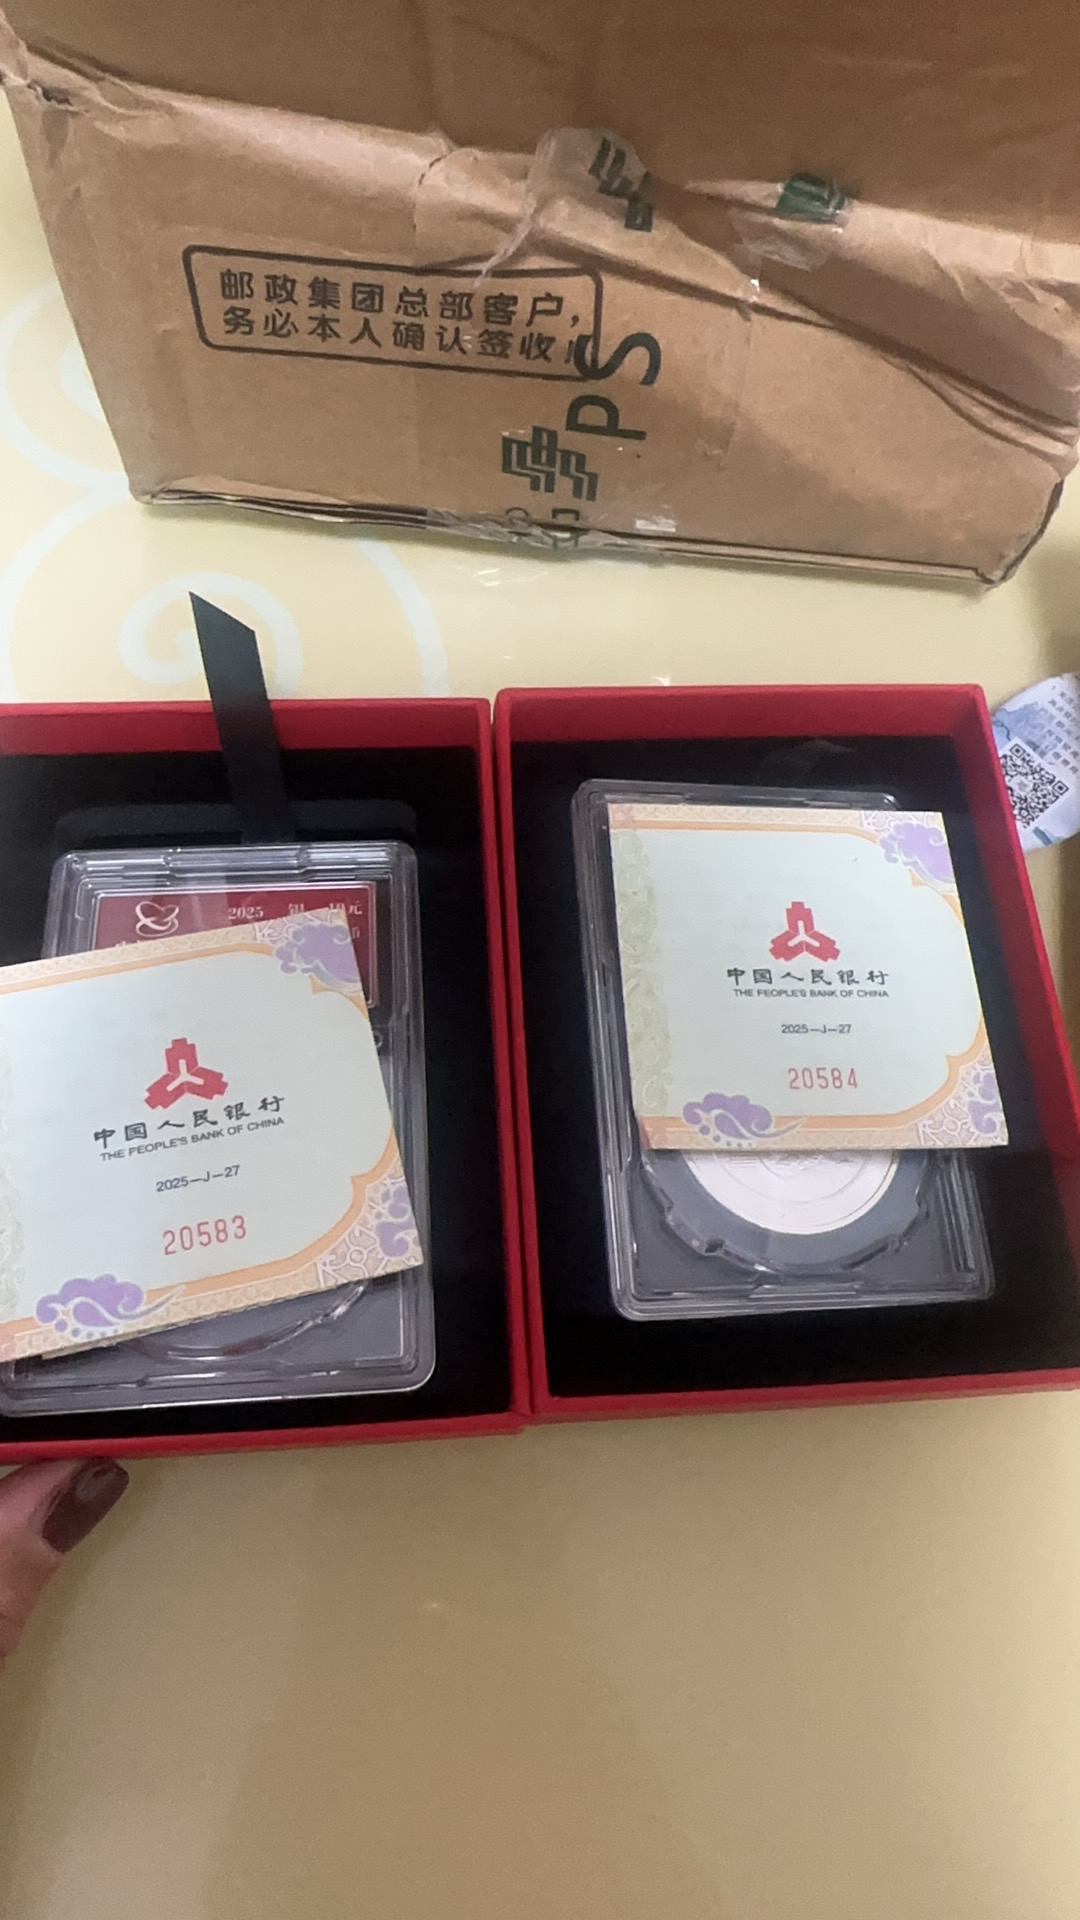 邮政集团总部客户，
务必本人确认签收
PS
2025 银 10元
币
中国人民银行
THE PEOPLE'S BANK OF CHINA
2025—J—27
20583
中国人民银行
THE PEOPLE'S BANK OF CHINA
2025—J—27
20584